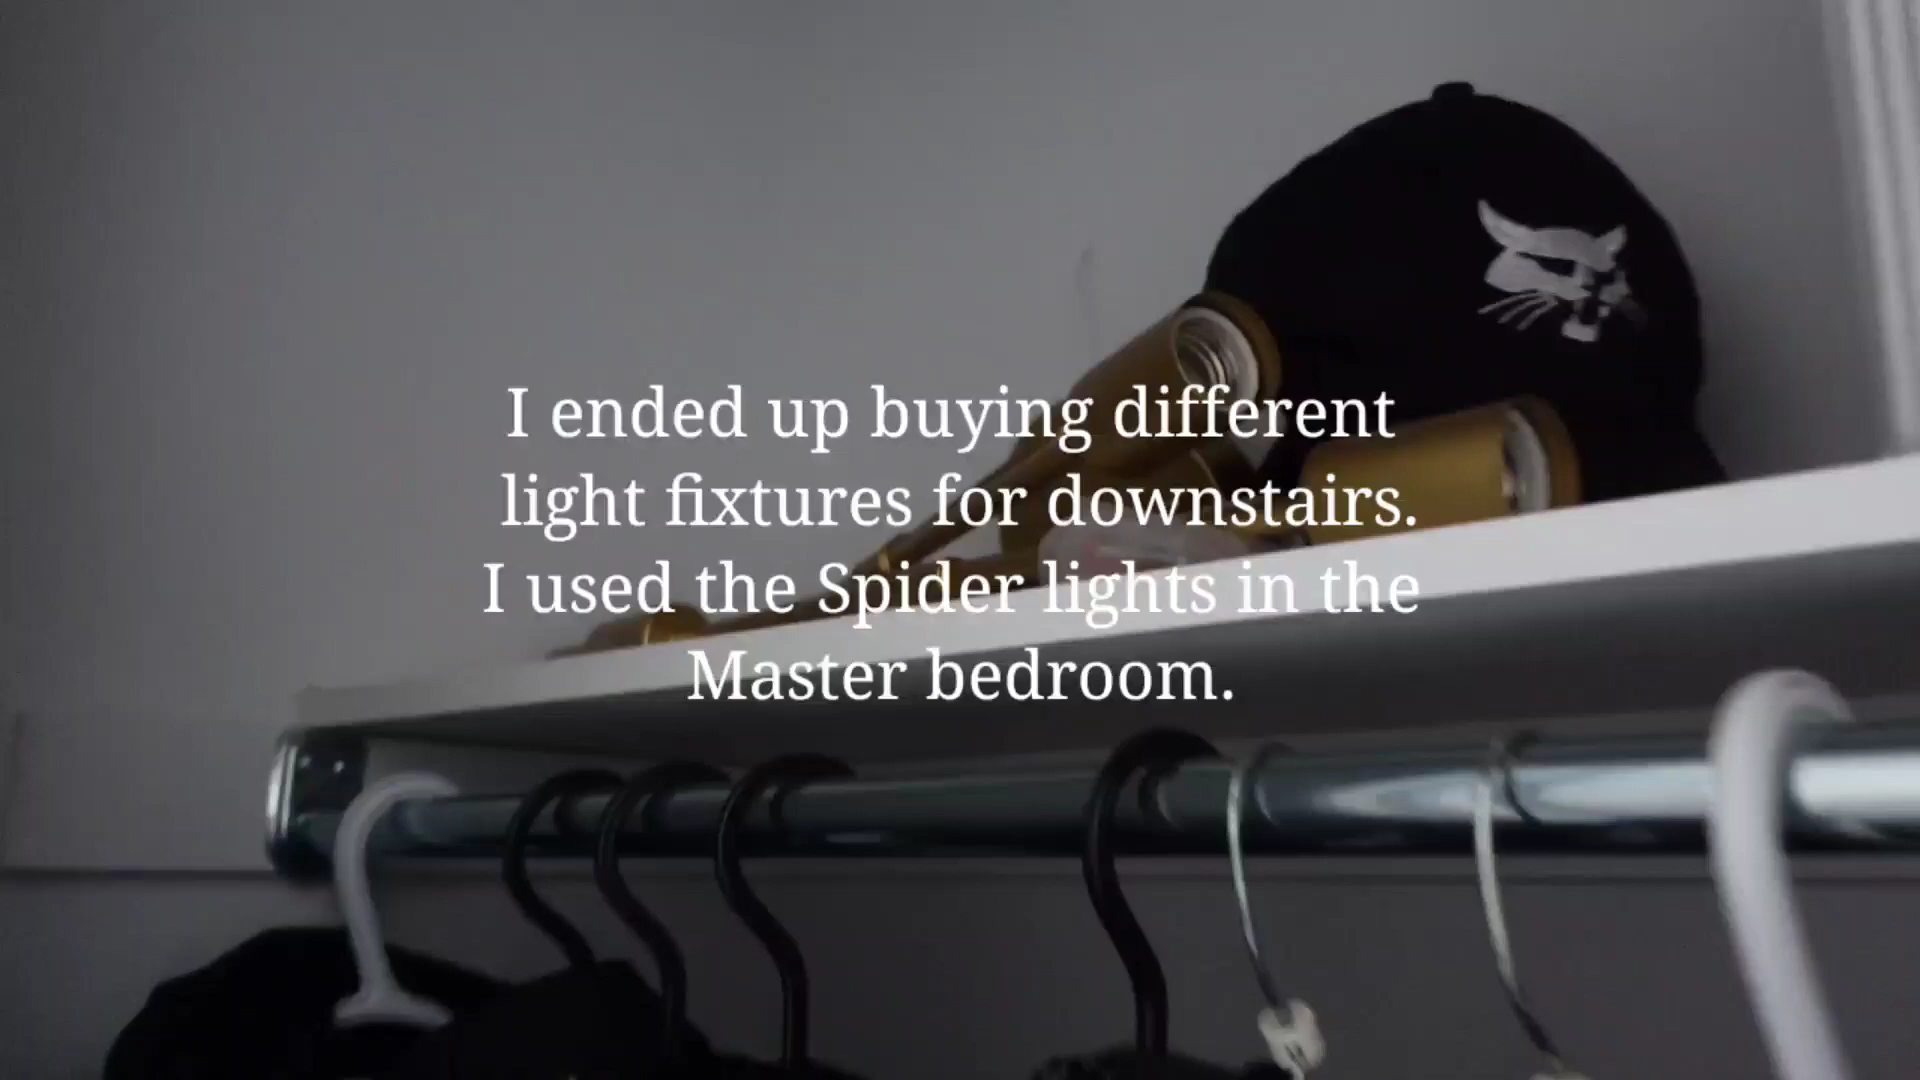 I ended up buying different
light fixtures for downstairs.
I used the Spider lights in the
Master bedroom.